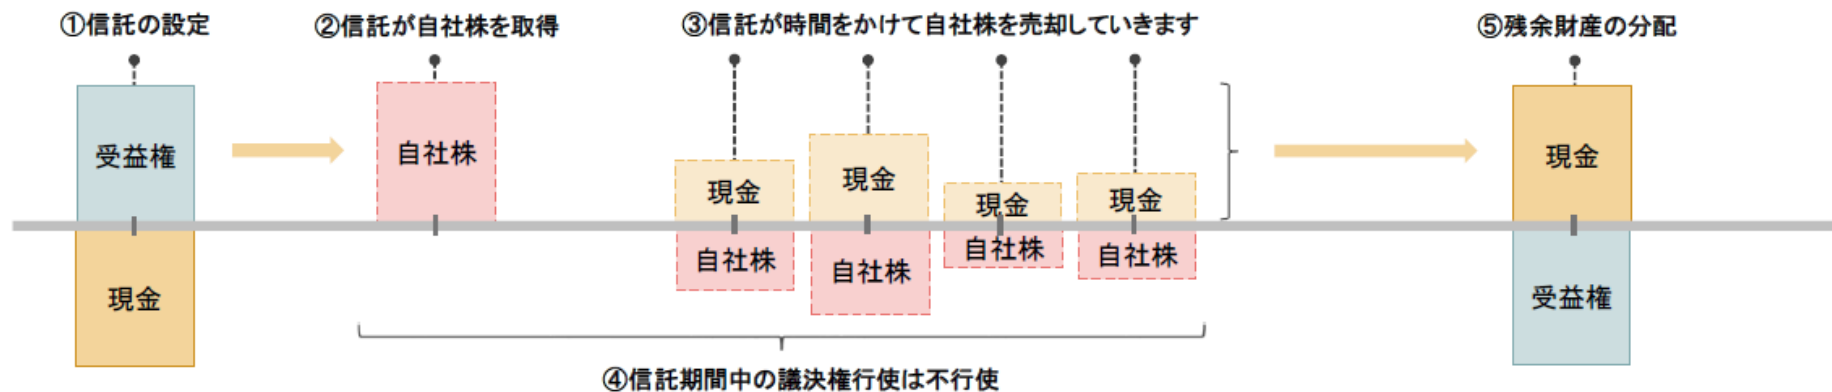 ①信託の設定
②信託が自社株を取得
③信託が時間をかけて自社株を売却していきます
⑤残余財産の分配
受益権
現金
自社株
現金
自社株
現金
自社株
現金
自社株
現金
自社株
現金
受益権
④信託期間中の議決権行使は不行使